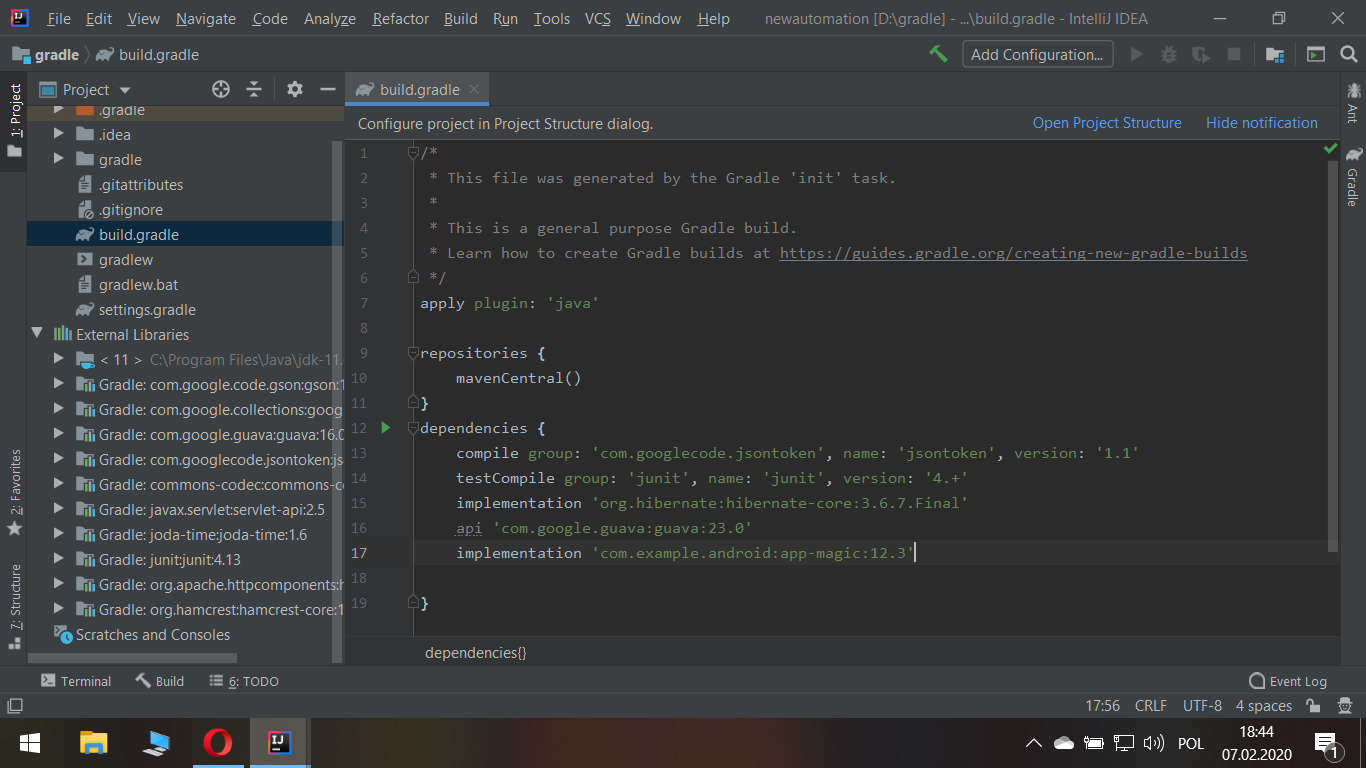 File Edit View Navigate Code Analyze Refactor Build Run Tools VCS Window Help newautomation [D:\gradle] - ...\build.gradle - IntelliJ IDEA
gradle build.gradle Add Configuration...
Project build.gradle
1: Project
Configure project in Project Structure dialog. Open Project Structure Hide notification
Ant
Gradle
.gradle
.idea
gradle
.gitattributes
.gitignore
build.gradle
gradlew
gradlew.bat
settings.gradle
External Libraries
< 11 > C:\Program Files\Java\jdk-11.
Gradle: com.google.code.gson:gson:1
Gradle: com.google.collections:goog
Gradle: com.google.guava:guava:16.0
Gradle: com.googlecode.jsontoken:js
Gradle: commons-codec:commons-c
Gradle: javax.servlet:servlet-api:2.5
Gradle: joda-time:joda-time:1.6
Gradle: junit:junit:4.13
Gradle: org.apache.httpcomponents:h
Gradle: org.hamcrest:hamcrest-core:1
Scratches and Consoles
2: Favorites
7: Structure
1 /*
2 * This file was generated by the Gradle 'init' task.
3 *
4 * This is a general purpose Gradle build.
5 * Learn how to create Gradle builds at https://guides.gradle.org/creating-new-gradle-builds
6 */
7 apply plugin: 'java'
8
9 repositories {
10 mavenCentral()
11 }
12 dependencies {
13 compile group: 'com.googlecode.jsontoken', name: 'jsontoken', version: '1.1'
14 testCompile group: 'junit', name: 'junit', version: '4.+'
15 implementation 'org.hibernate:hibernate-core:3.6.7.Final'
16 api 'com.google.guava:guava:23.0'
17 implementation 'com.example.android:app-magic:12.3'
18
19 }
dependencies{}
Terminal Build 6: TODO Event Log
17:56 CRLF UTF-8 4 spaces
POL 18:44
07.02.2020 1